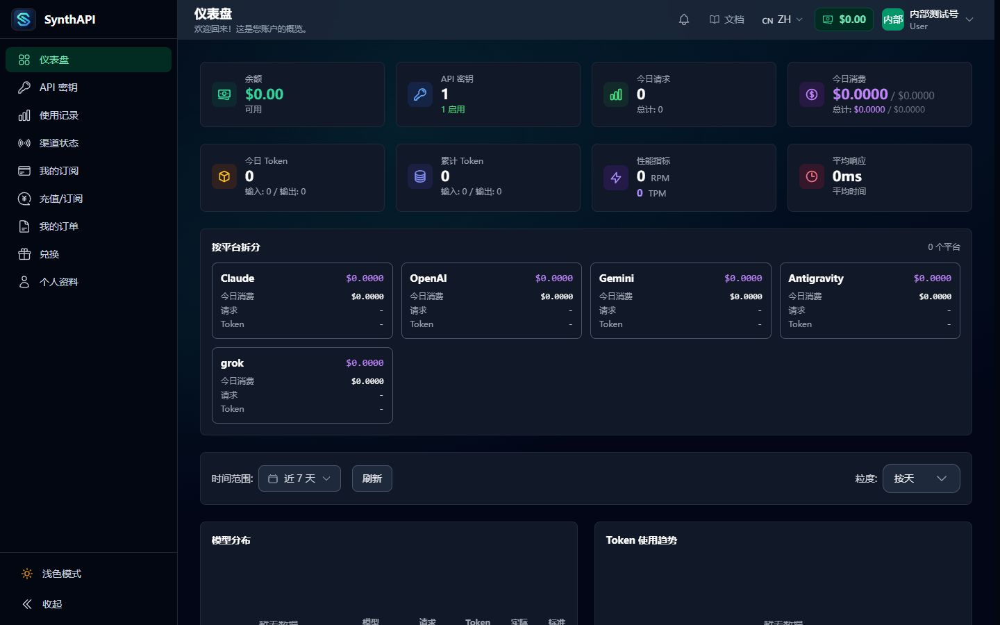 SynthAPI
仪表盘
API 密钥
使用记录
渠道状态
我的订阅
充值/订阅
我的订单
兑换
个人资料
浅色模式
收起
仪表盘
欢迎回来！这是您账户的概览。
文档
CN ZH
$0.00
内部
内部测试号
User
余额
$0.00
可用
API 密钥
1
1 启用
今日请求
0
总计: 0
今日消费
$0.0000 / $0.0000
总计: $0.0000 / $0.0000
今日 Token
0
输入: 0 / 输出: 0
累计 Token
0
输入: 0 / 输出: 0
性能指标
0 RPM
0 TPM
平均响应
0ms
平均时间
按平台拆分
0 个平台
Claude $0.0000
今日消费 $0.0000
请求 -
Token -
OpenAI $0.0000
今日消费 $0.0000
请求 -
Token -
Gemini $0.0000
今日消费 $0.0000
请求 -
Token -
Antigravity $0.0000
今日消费 $0.0000
请求 -
Token -
grok $0.0000
今日消费 $0.0000
请求 -
Token -
时间范围: 近 7 天 刷新
粒度: 按天
模型分布
暂无数据
模型 请求 Token 实际 标准
Token 使用趋势
暂无数据